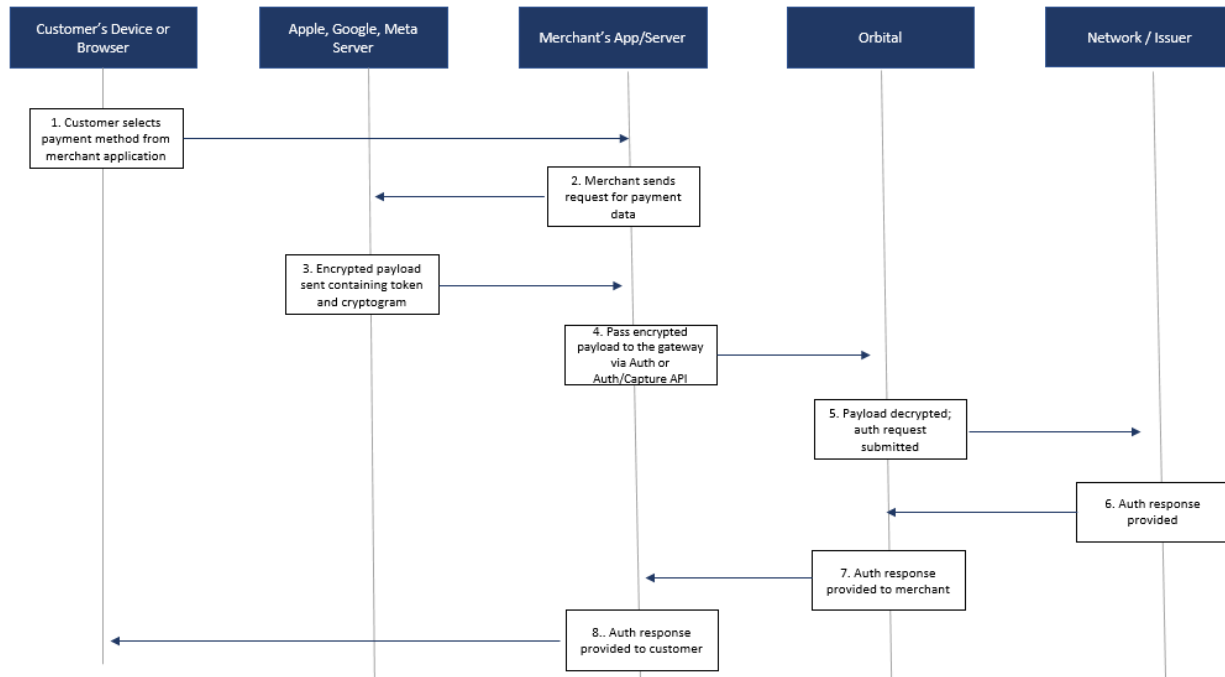 Customer's Device or
Browser
Apple, Google, Meta
Server
Merchant's App/Server
Orbital
Network / Issuer
1. Customer selects
payment method from
merchant application
2. Merchant sends
request for payment
data
3. Encrypted payload
sent containing token
and cryptogram
4. Pass encrypted
payload to the gateway
via Auth or
Auth/Capture API
5. Payload decrypted;
auth request
submitted
6. Auth response
provided
7. Auth response
provided to merchant
8.. Auth response
provided to customer